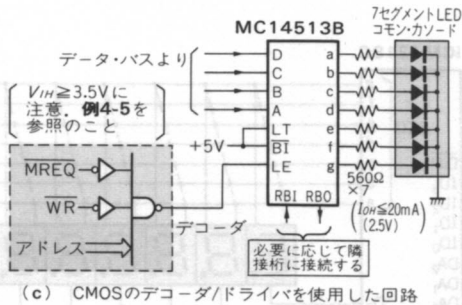 MC14513B
7セグメントLED
コモン・カソード
データ・バスより
D
C
B
A
LT
BI
LE
a
b
c
d
e
f
g
RBI RBO
VIH≧3.5Vに
注意．例4-5を
参照のこと
+5V
MREQ
WR
アドレス
デコーダ
560Ω
×7
(IOH≦20mA)
(2.5V)
必要に応じて隣
接桁に接続する
(c) CMOSのデコーダ/ドライバを使用した回路